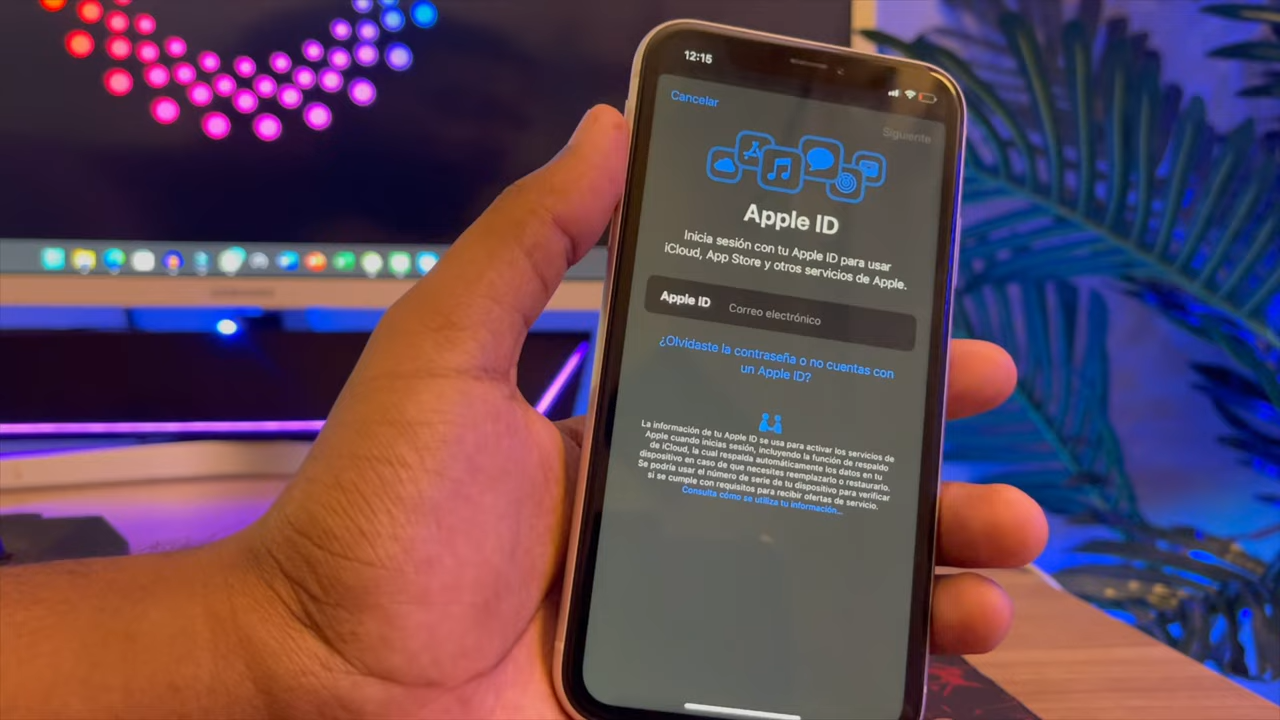 12:15
Cancelar
Siguiente
Apple ID
Inicia sesión con tu Apple ID para usar
iCloud, App Store y otros servicios de Apple.
Apple ID Correo electrónico
¿Olvidaste la contraseña o no cuentas con
un Apple ID?
La información de tu Apple ID se usa para activar los servicios de
Apple cuando inicias sesión, incluyendo la función de respaldo
de iCloud, la cual respalda automáticamente los datos en tu
dispositivo en caso de que necesites reemplazarlo o restaurarlo.
Se podría usar el número de serie de tu dispositivo para verificar
si se cumple con requisitos para recibir ofertas de servicio.
Consulta cómo se utiliza tu información...